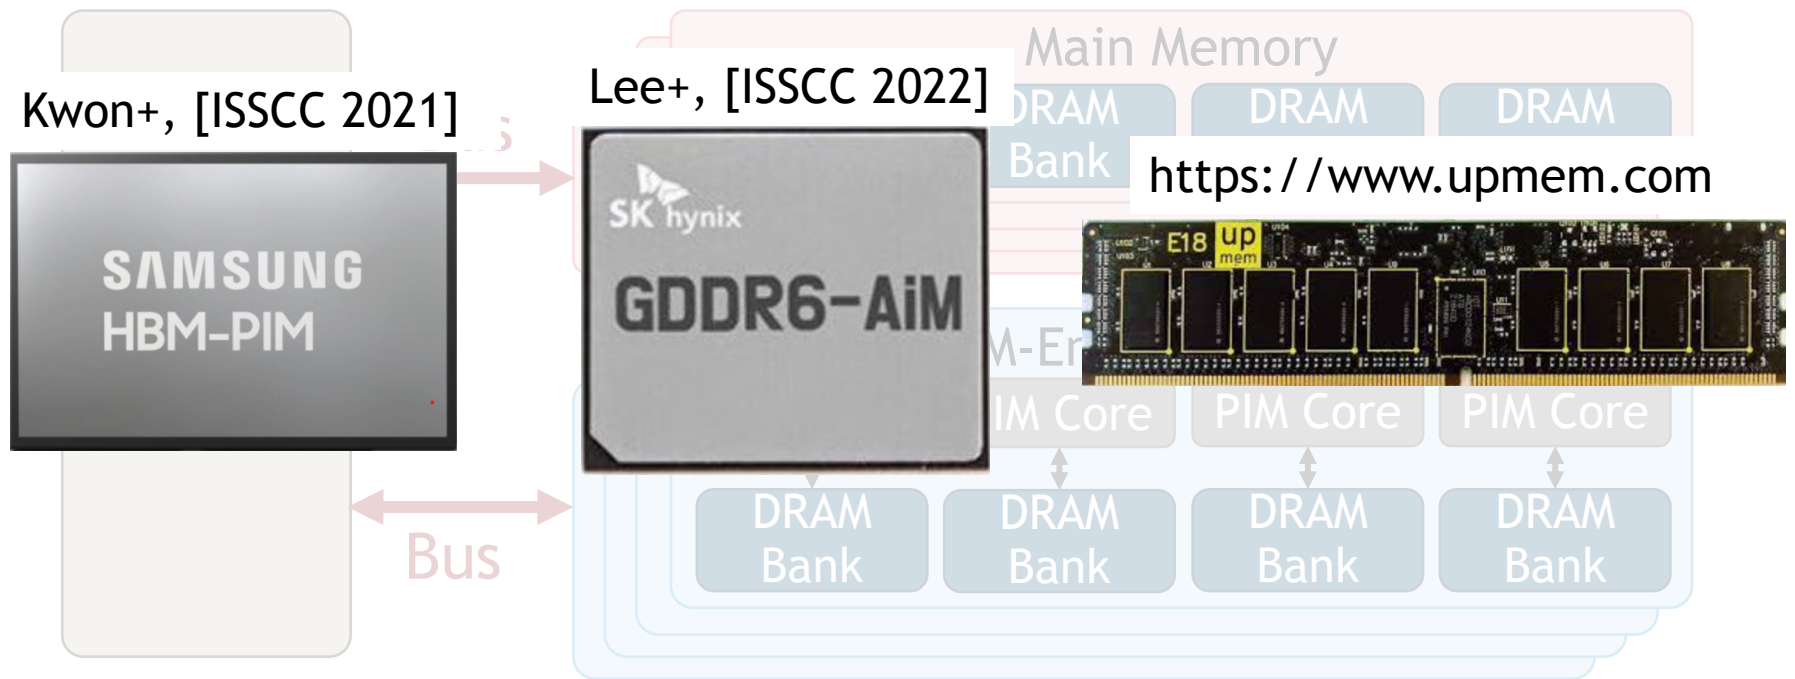 Main Memory
Kwon+, [ISSCC 2021]
Lee+, [ISSCC 2022]
https://www.upmem.com
DRAM
Bank
DRAM
DRAM
SAMSUNG
HBM-PIM
SK hynix
GDDR6-AiM
E18
up
mem
PIM Core
PIM Core
Bus
DRAM
Bank
DRAM
Bank
DRAM
Bank
DRAM
Bank